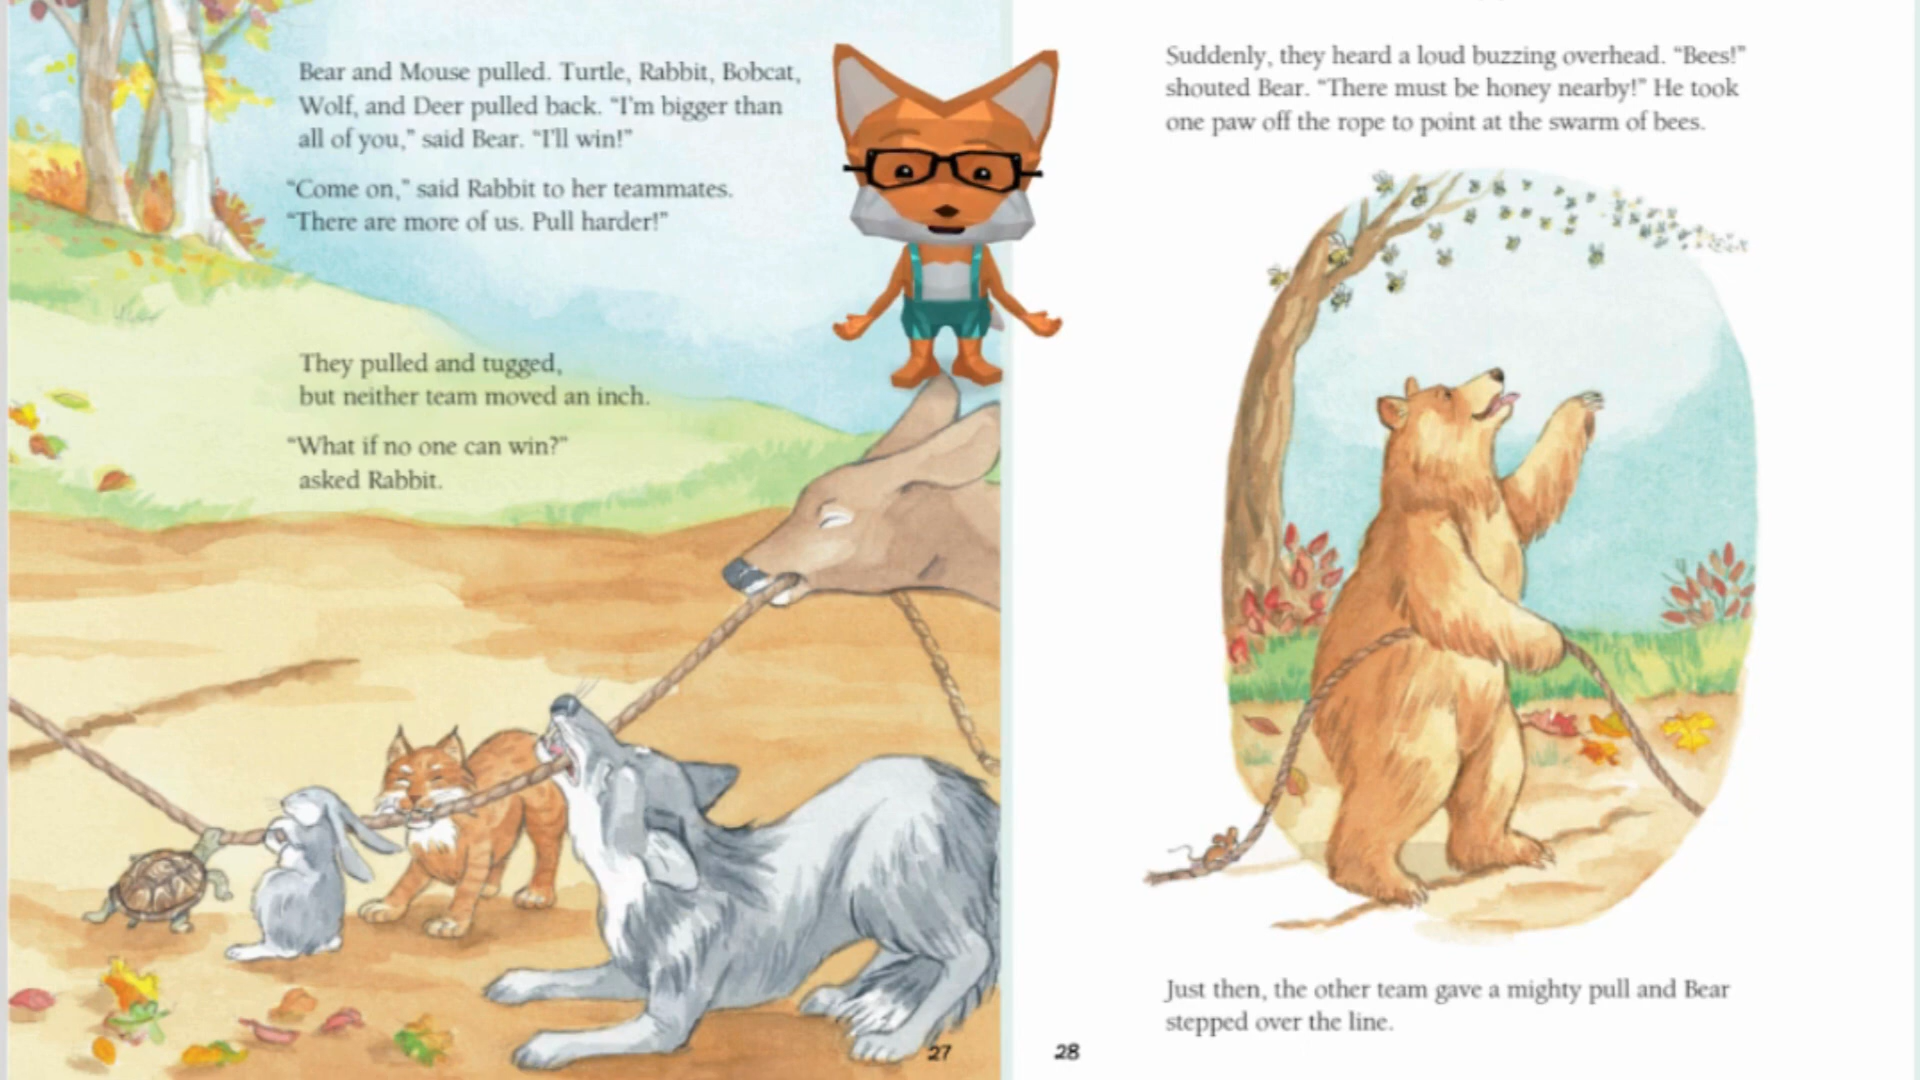 Bear and Mouse pulled. Turtle, Rabbit, Bobcat,
Wolf, and Deer pulled back. “I'm bigger than
all of you,” said Bear. “I'll win!”
“Come on,” said Rabbit to her teammates.
“There are more of us. Pull harder!”
They pulled and tugged,
but neither team moved an inch.
“What if no one can win?”
asked Rabbit.
27
Suddenly, they heard a loud buzzing overhead. “Bees!”
shouted Bear. “There must be honey nearby!” He took
one paw off the rope to point at the swarm of bees.
Just then, the other team gave a mighty pull and Bear
stepped over the line.
28